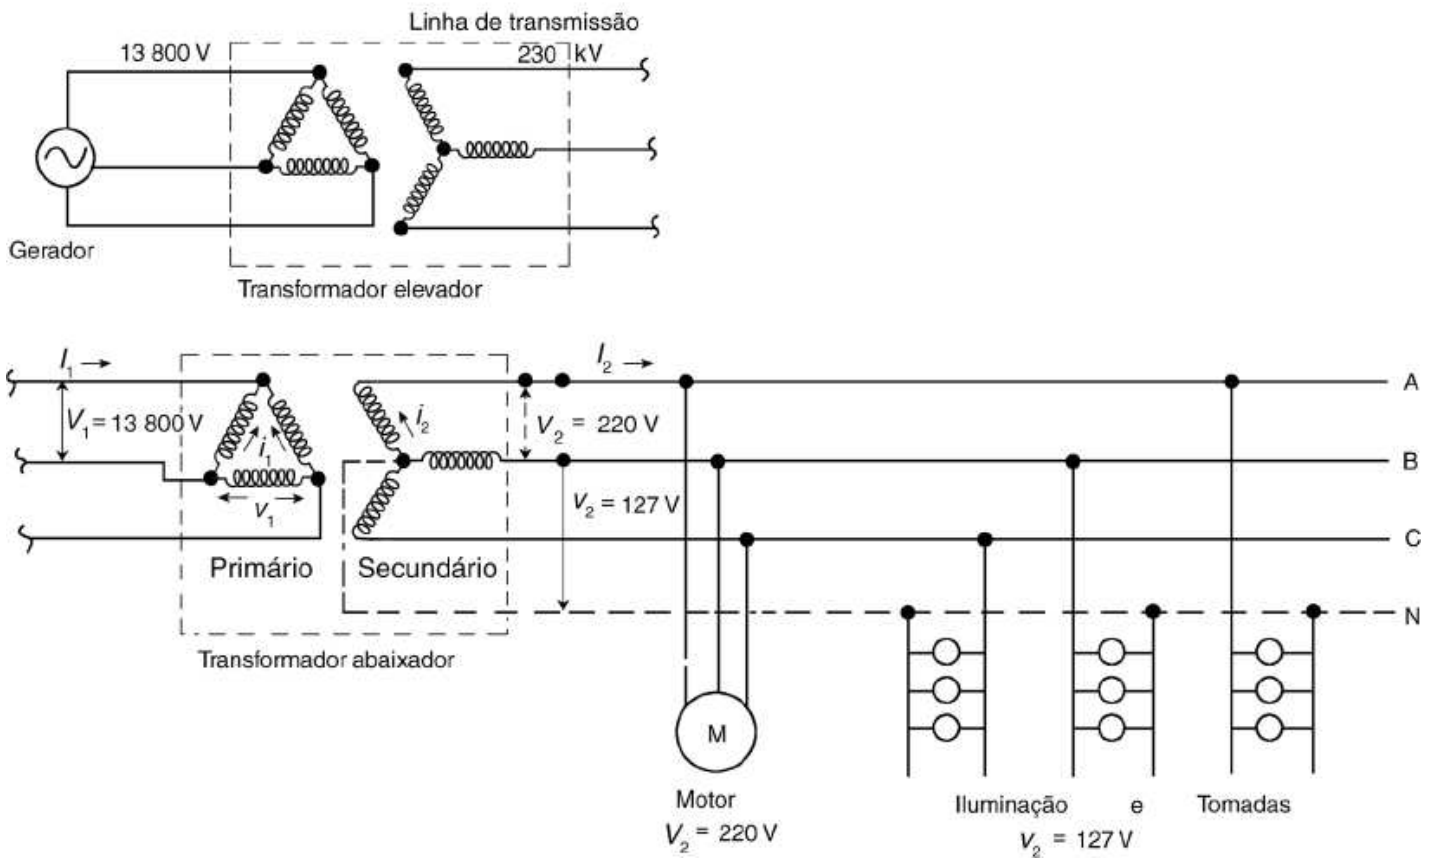 Linha de transmissão
13 800 V
230 kV
Gerador
Transformador elevador
I₁
V₁ = 13 800 V
i₁
v₁
Primário
i₂
Secundário
Transformador abaixador
I₂
V₂ = 220 V
v₂ = 127 V
A
B
C
N
M
Motor
V₂ = 220 V
Iluminação e Tomadas
v₂ = 127 V